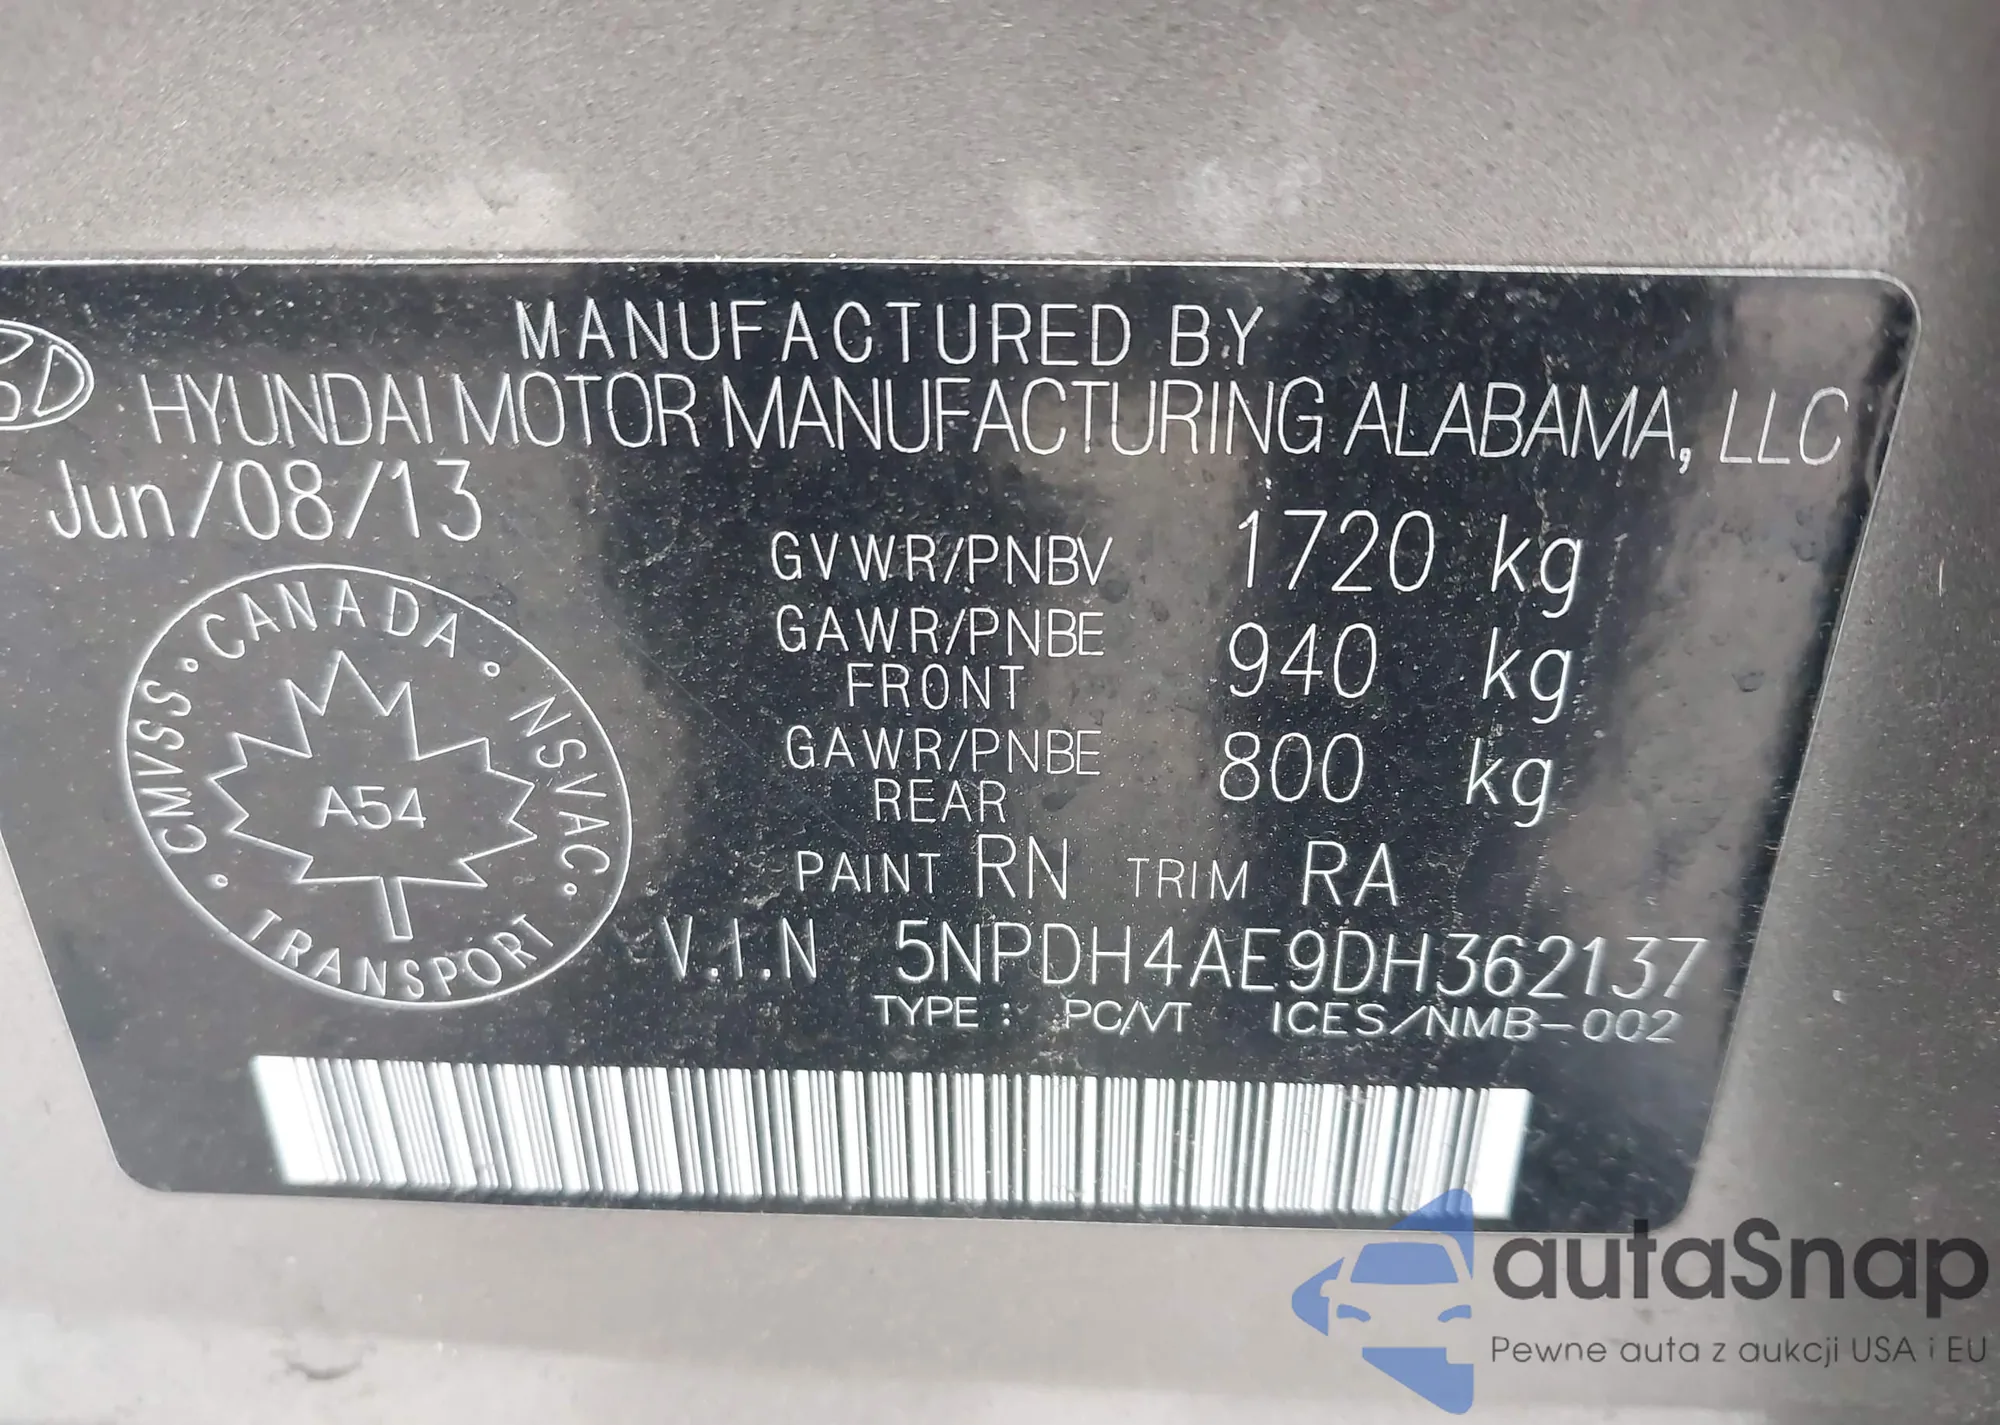 MANUFACTURED BY
HYUNDAI MOTOR MANUFACTURING ALABAMA, LLC
Jun/08/13
GVWR/PNBV 1720 kg
GAWR/PNBE FRONT 940 kg
GAWR/PNBE REAR 800 kg
PAINT RN TRIM RA
V.I.N 5NPDH4AE9DH362137
TYPE : PC/VT ICES/NMB-002
CANADA
CMVSS
NSVAC
TRANSPORT
A54
autaSnap
Pewne auta z aukcji USA i EU